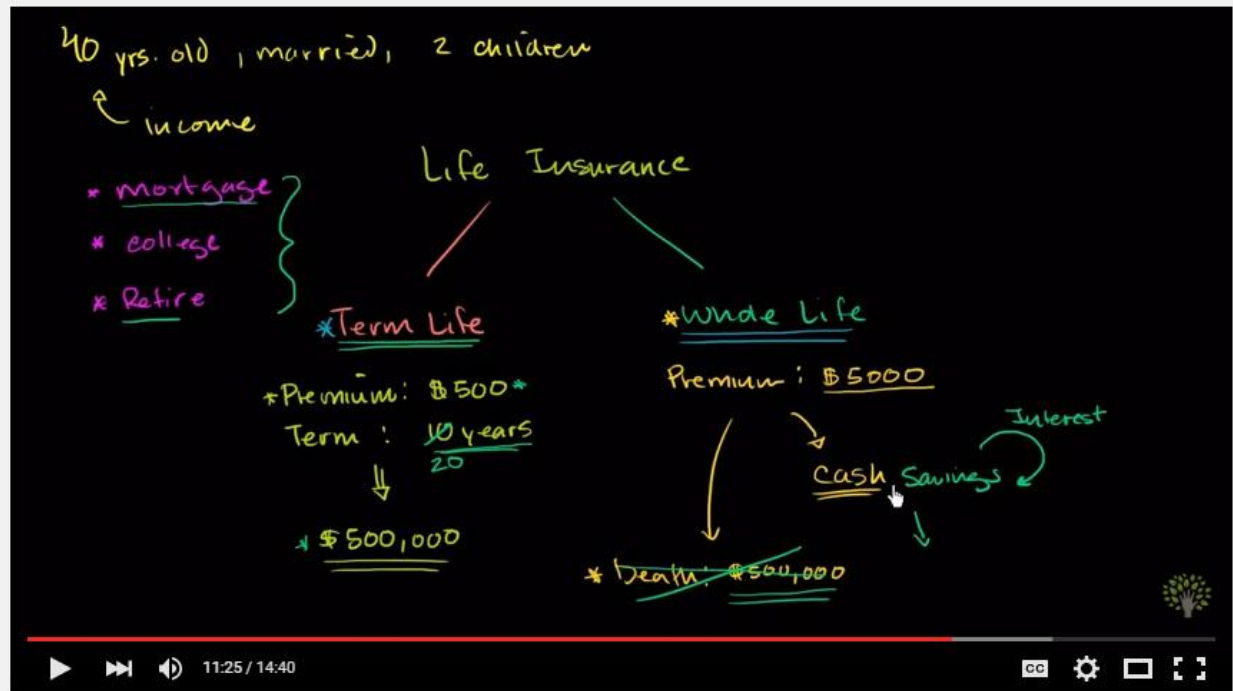 40 yrs. old, married, 2 children
income
Life Insurance
* mortgage
* college
* Retire
*Term Life
*Whole Life
*Premium: $500*
Premium: $5000
Term: 10 years
20
Interest
Cash Savings
* $500,000
* Death: $500,000
11:25 / 14:40
CC